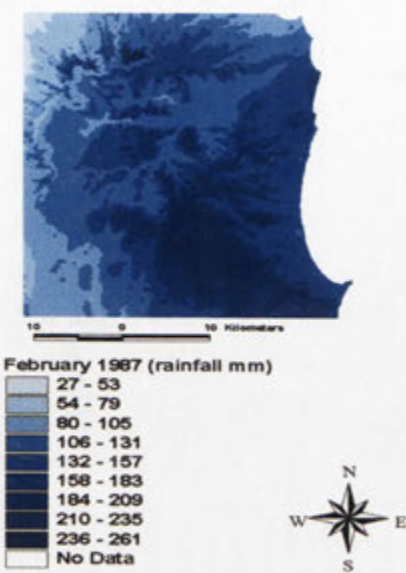 10 0 10 Kilometers
February 1987 (rainfall mm)
27 - 53
54 - 79
80 - 105
106 - 131
132 - 157
158 - 183
184 - 209
210 - 235
236 - 261
No Data
N
W E
S